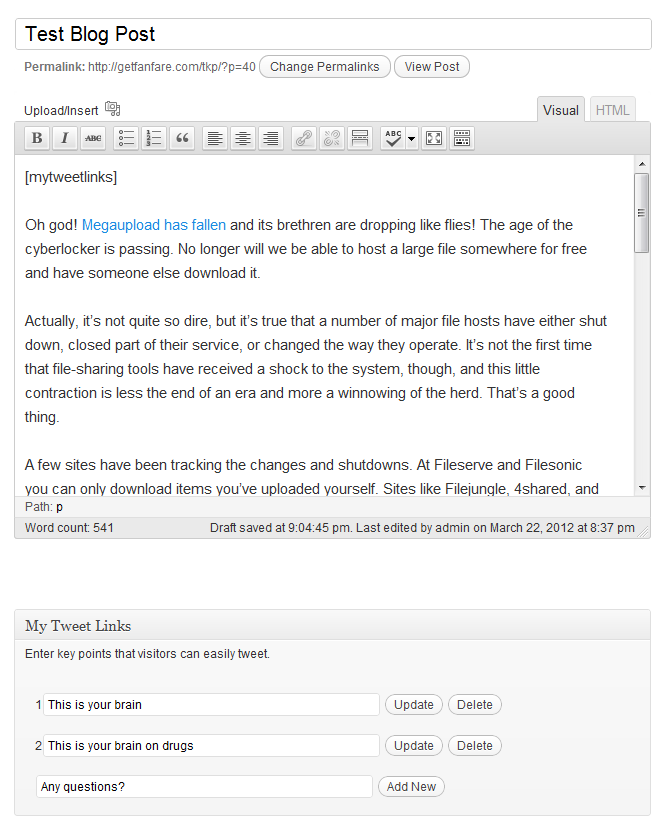 Test Blog Post
Permalink: http://getfanfare.com/tkp/?p=40 Change Permalinks View Post
Upload/Insert Visual HTML
B I ABC 1 2 3 “ ABC
[mytweetlinks]
Oh god! Megaupload has fallen and its brethren are dropping like flies! The age of the
cyberlocker is passing. No longer will we be able to host a large file somewhere for free
and have someone else download it.
Actually, it’s not quite so dire, but it’s true that a number of major file hosts have either shut
down, closed part of their service, or changed the way they operate. It’s not the first time
that file-sharing tools have received a shock to the system, though, and this little
contraction is less the end of an era and more a winnowing of the herd. That’s a good
thing.
A few sites have been tracking the changes and shutdowns. At Fileserve and Filesonic
you can only download items you’ve uploaded yourself. Sites like Filejungle, 4shared, and
Path: p
Word count: 541 Draft saved at 9:04:45 pm. Last edited by admin on March 22, 2012 at 8:37 pm
My Tweet Links
Enter key points that visitors can easily tweet.
1 This is your brain Update Delete
2 This is your brain on drugs Update Delete
Any questions? Add New